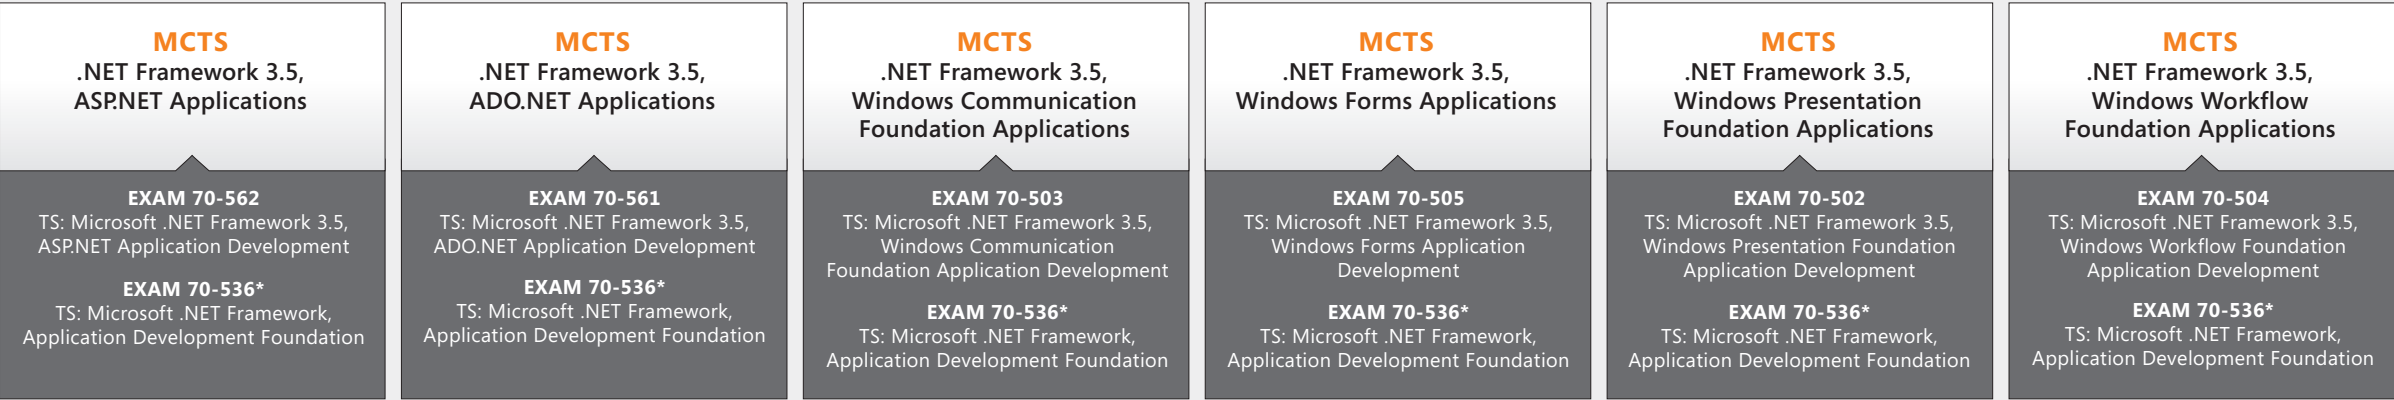 MCTS
.NET Framework 3.5,
ASP.NET Applications
EXAM 70-562
TS: Microsoft .NET Framework 3.5,
ASP.NET Application Development
EXAM 70-536*
TS: Microsoft .NET Framework,
Application Development Foundation
MCTS
.NET Framework 3.5,
ADO.NET Applications
EXAM 70-561
TS: Microsoft .NET Framework 3.5,
ADO.NET Application Development
EXAM 70-536*
TS: Microsoft .NET Framework,
Application Development Foundation
MCTS
.NET Framework 3.5,
Windows Communication
Foundation Applications
EXAM 70-503
TS: Microsoft .NET Framework 3.5,
Windows Communication
Foundation Application Development
EXAM 70-536*
TS: Microsoft .NET Framework,
Application Development Foundation
MCTS
.NET Framework 3.5,
Windows Forms Applications
EXAM 70-505
TS: Microsoft .NET Framework 3.5,
Windows Forms Application
Development
EXAM 70-536*
TS: Microsoft .NET Framework,
Application Development Foundation
MCTS
.NET Framework 3.5,
Windows Presentation
Foundation Applications
EXAM 70-502
TS: Microsoft .NET Framework 3.5,
Windows Presentation Foundation
Application Development
EXAM 70-536*
TS: Microsoft .NET Framework,
Application Development Foundation
MCTS
.NET Framework 3.5,
Windows Workflow
Foundation Applications
EXAM 70-504
TS: Microsoft .NET Framework 3.5,
Windows Workflow Foundation
Application Development
EXAM 70-536*
TS: Microsoft .NET Framework,
Application Development Foundation